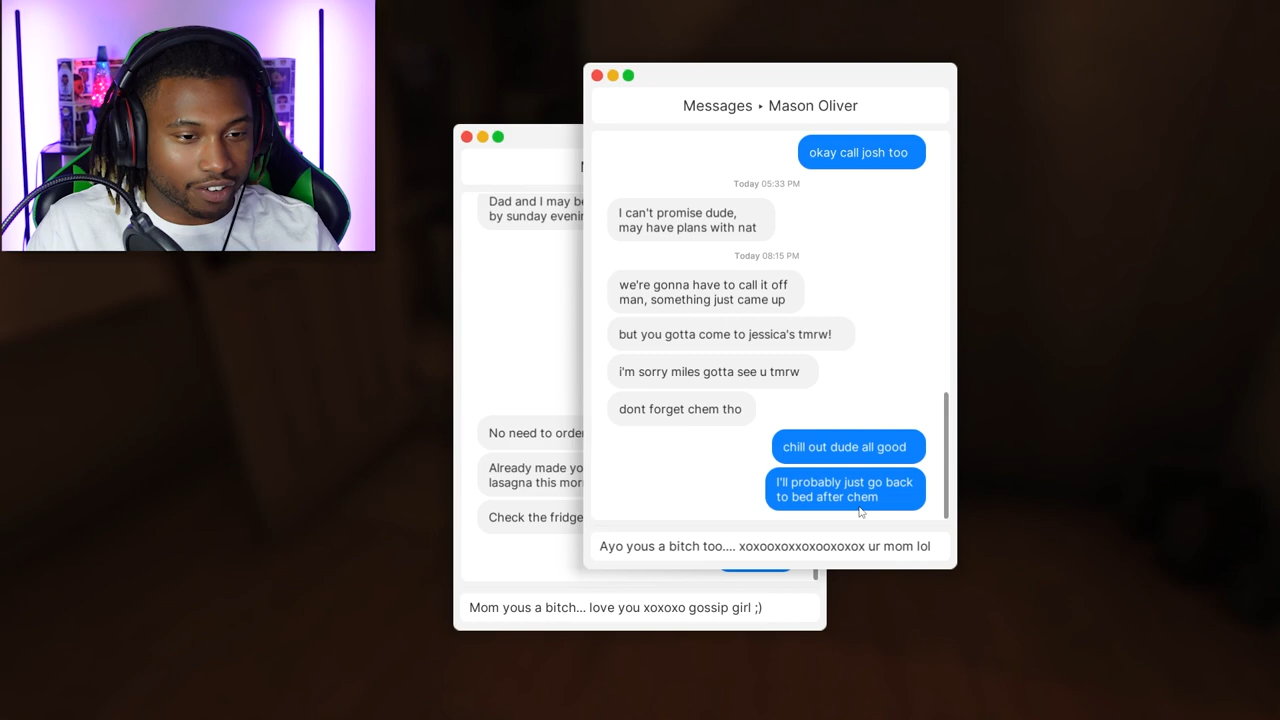 Messages ▸ Mason Oliver
okay call josh too
Today 05:33 PM
I can't promise dude,
may have plans with nat
Today 08:15 PM
we're gonna have to call it off
man, something just came up
but you gotta come to jessica's tmrw!
i'm sorry miles gotta see u tmrw
dont forget chem tho
chill out dude all good
I'll probably just go back
to bed after chem
Ayo yous a bitch too.... xoxooxoxxoxooxoxox ur mom lol
Dad and I may be
by sunday evenin
No need to orde
Already made yo
lasagna this mor
Check the fridge
Mom yous a bitch... love you xoxoxo gossip girl ;)